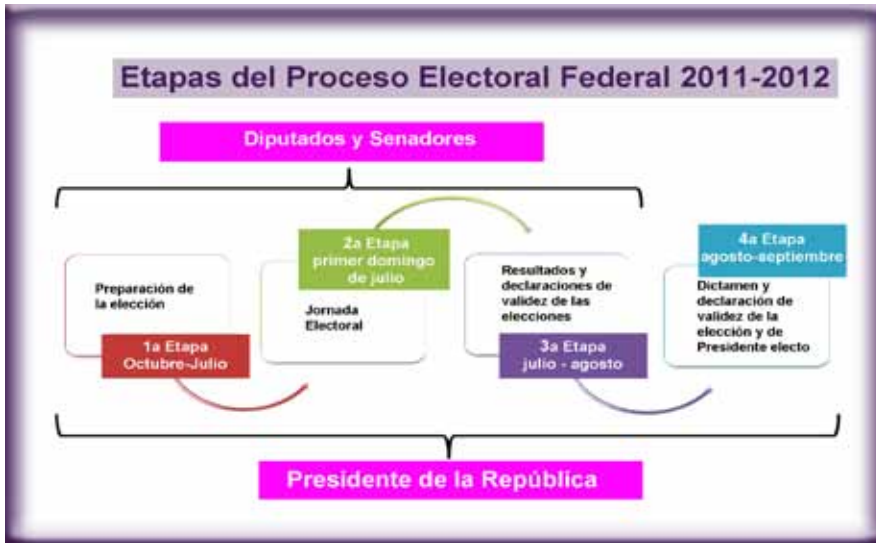 Etapas del Proceso Electoral Federal 2011-2012
Diputados y Senadores
Preparación de
la elección
1a Etapa
Octubre-Julio
2a Etapa
primer domingo
de julio
Jornada
Electoral
Resultados y
declaraciones de
validez de las
elecciones
3a Etapa
julio - agosto
4a Etapa
agosto-septiembre
Dictamen y
declaración de
validez de la
elección y de
Presidente electo
Presidente de la República